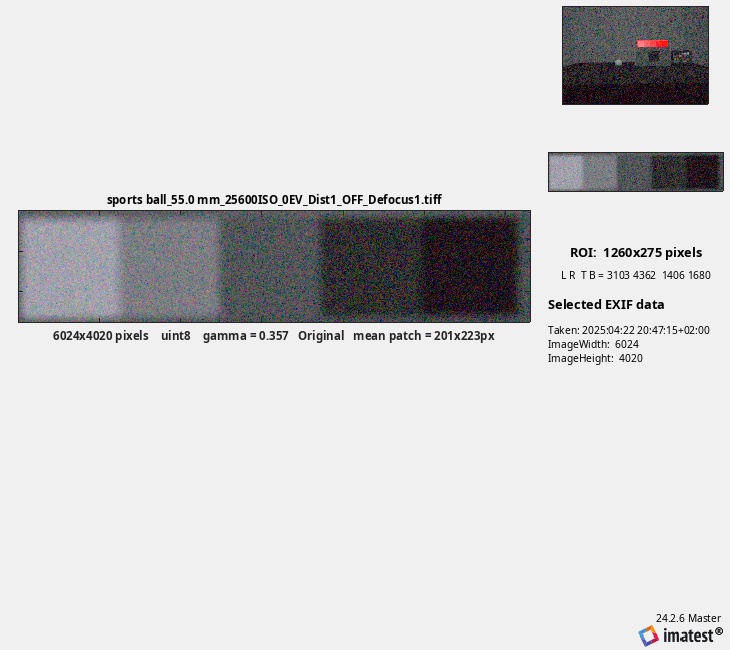 sports ball_55.0 mm_25600ISO_0EV_Dist1_OFF_Defocus1.tiff
6024x4020 pixels uint8 gamma = 0.357 Original mean patch = 201x223px
ROI: 1260x275 pixels
L R T B = 3103 4362 1406 1680
Selected EXIF data
Taken: 2025:04:22 20:47:15+02:00
ImageWidth: 6024
ImageHeight: 4020
24.2.6 Master
imatest®